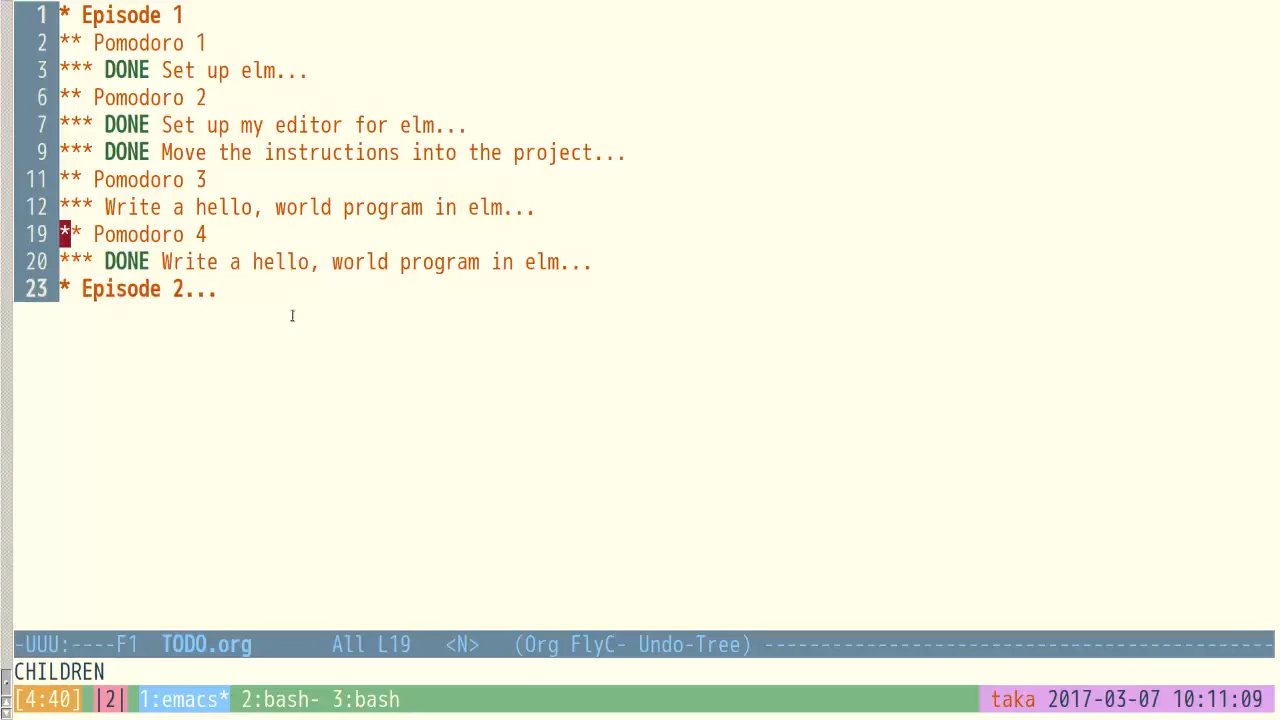 1 * Episode 1
2 ** Pomodoro 1
3 *** DONE Set up elm...
6 ** Pomodoro 2
7 *** DONE Set up my editor for elm...
9 *** DONE Move the instructions into the project...
11 ** Pomodoro 3
12 *** Write a hello, world program in elm...
19 ** Pomodoro 4
20 *** DONE Write a hello, world program in elm...
23 * Episode 2...
-UUU:----F1 TODO.org All L19 <N> (Org FlyC- Undo-Tree) ---------------------------------------------
CHILDREN
[4:40] |2| 1:emacs* 2:bash- 3:bash taka 2017-03-07 10:11:09